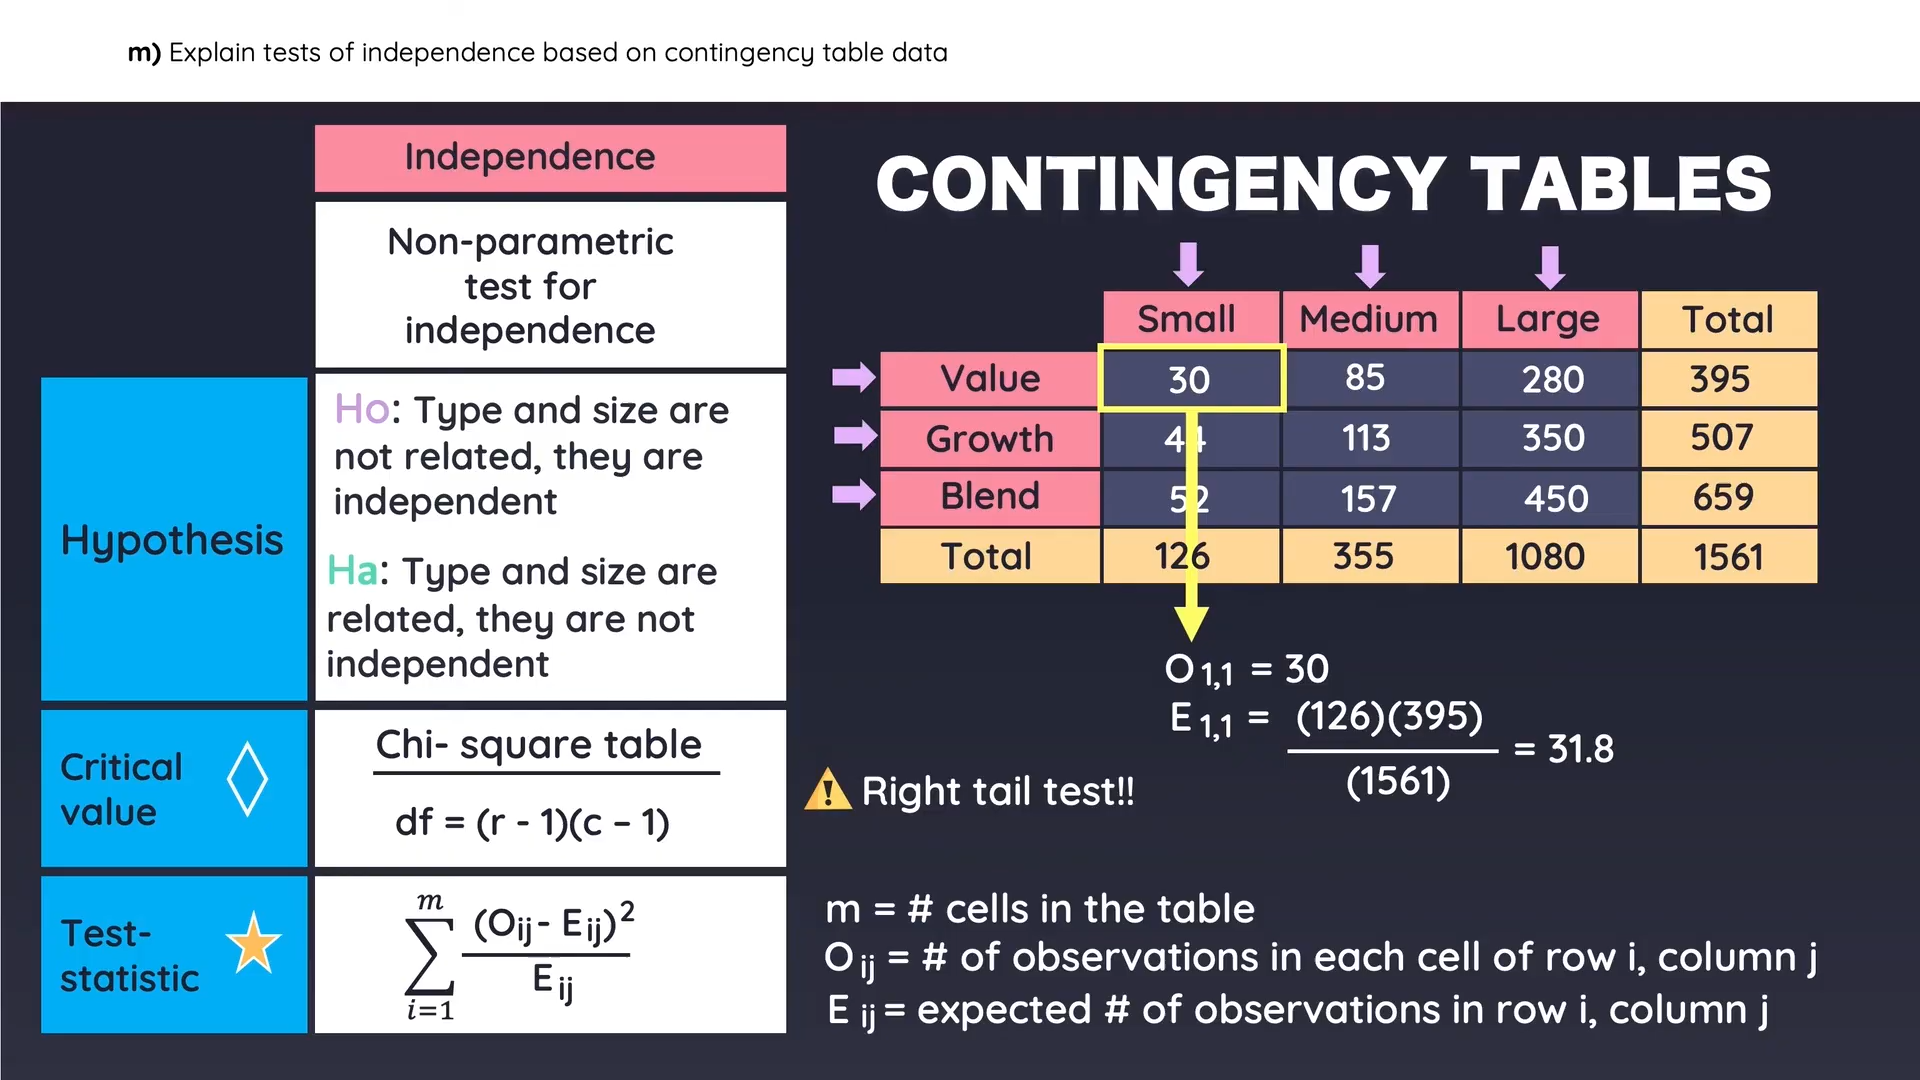 m) Explain tests of independence based on contingency table data
Independence
Non-parametric
test for
independence
Hypothesis
Ho: Type and size are
not related, they are
independent
Ha: Type and size are
related, they are not
independent
Critical
value
Chi- square table
df = (r - 1)(c - 1)
Test-
statistic
m
∑ (Oij - Eij)²
Eij
i=1
CONTINGENCY TABLES
Small Medium Large Total
Value 30 85 280 395
Growth 44 113 350 507
Blend 52 157 450 659
Total 126 355 1080 1561
O 1,1 = 30
E 1,1 = (126)(395)
(1561)
= 31.8
Right tail test!!
m = # cells in the table
O ij = # of observations in each cell of row i, column j
E ij = expected # of observations in row i, column j